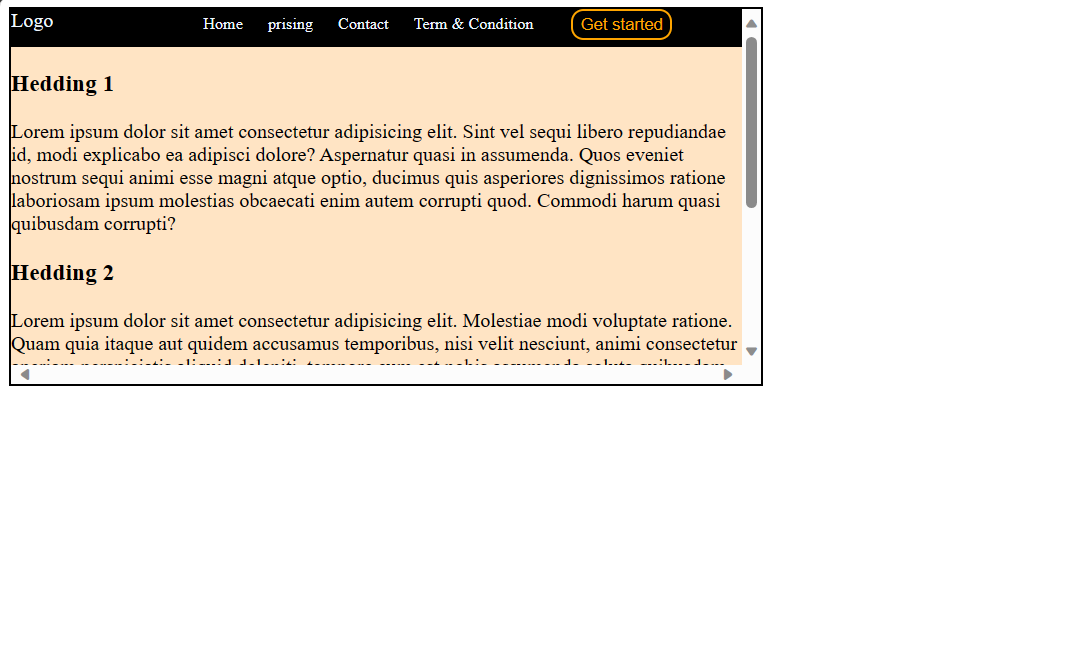 Logo Home prising Contact Term & Condition Get started
Hedding 1
Lorem ipsum dolor sit amet consectetur adipisicing elit. Sint vel sequi libero repudiandae
id, modi explicabo ea adipisci dolore? Aspernatur quasi in assumenda. Quos eveniet
nostrum sequi animi esse magni atque optio, ducimus quis asperiores dignissimos ratione
laboriosam ipsum molestias obcaecati enim autem corrupti quod. Commodi harum quasi
quibusdam corrupti?
Hedding 2
Lorem ipsum dolor sit amet consectetur adipisicing elit. Molestiae modi voluptate ratione.
Quam quia itaque aut quidem accusamus temporibus, nisi velit nesciunt, animi consectetur